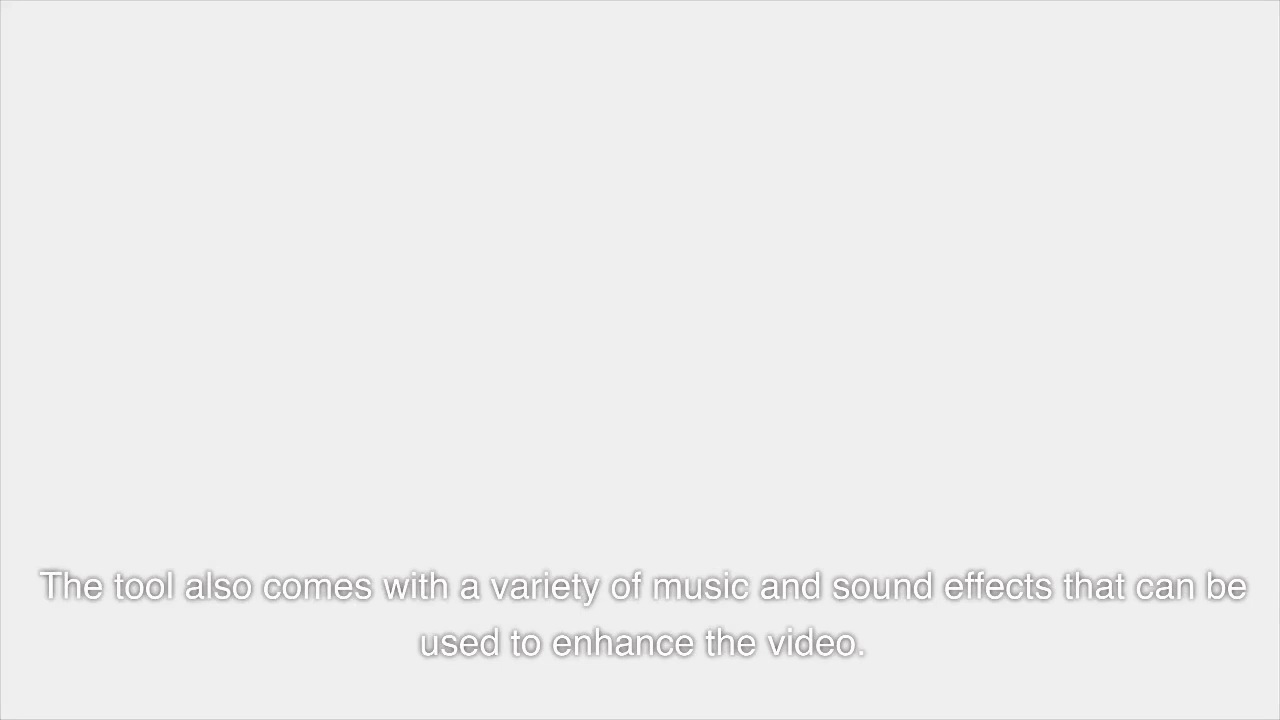 The tool also comes with a variety of music and sound effects that can be
used to enhance the video.